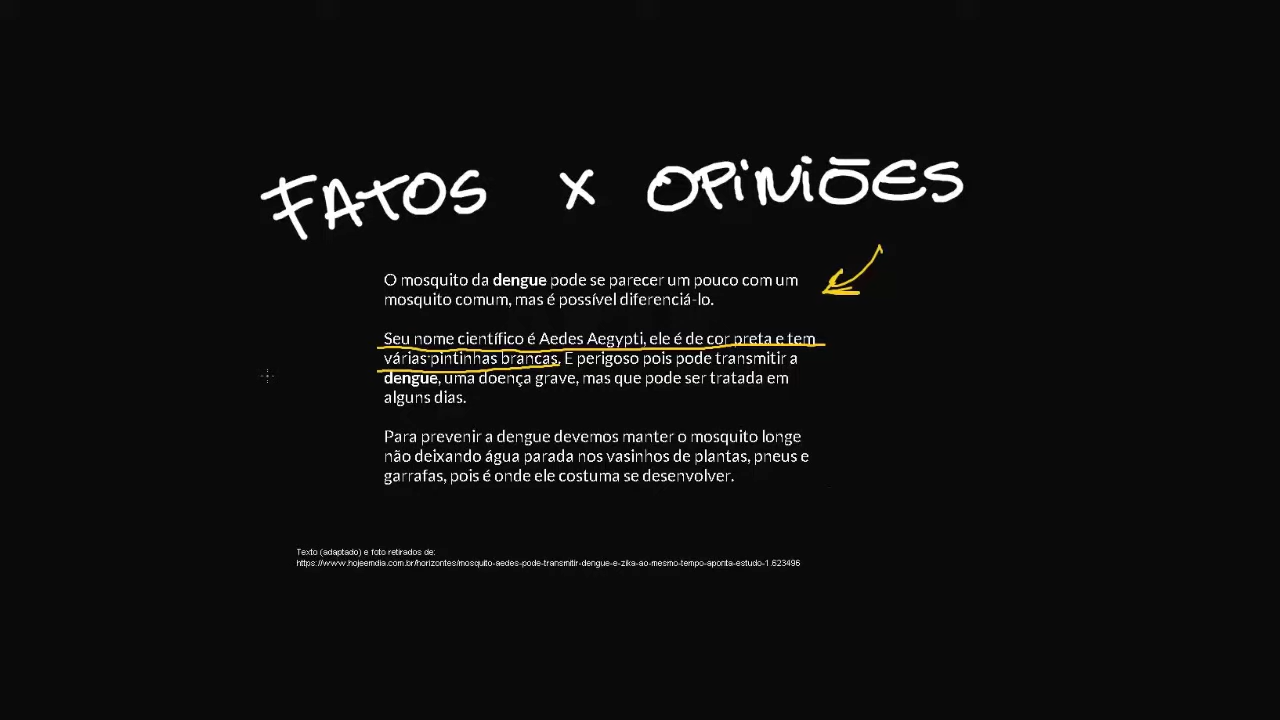 FATOS x OPINIÕES
O mosquito da dengue pode se parecer um pouco com um
mosquito comum, mas é possível diferenciá-lo.
Seu nome científico é Aedes Aegypti, ele é de cor preta e tem
várias pintinhas brancas. E perigoso pois pode transmitir a
dengue, uma doença grave, mas que pode ser tratada em
alguns dias.
Para prevenir a dengue devemos manter o mosquito longe
não deixando água parada nos vasinhos de plantas, pneus e
garrafas, pois é onde ele costuma se desenvolver.
Texto (adaptado) e foto retirados de:
https://www.hojeemdia.com.br/horizontes/mosquito-aedes-pode-transmitir-dengue-e-zika-ao-mesmo-tempo-aponta-estudo-1.623496